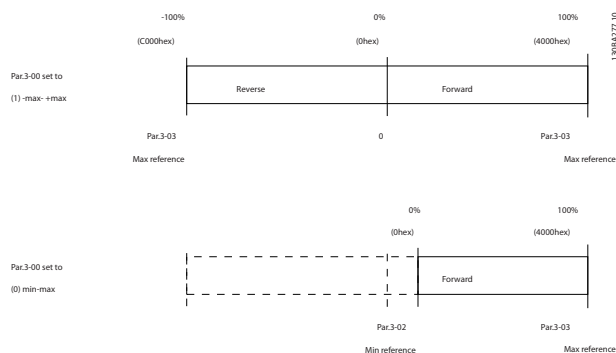 -100% 0% 100%
(C000hex) (0hex) (4000hex)
130BA277.10
Par.3-00 set to
(1) -max- +max
Reverse Forward
Par.3-03 0 Par.3-03
Max reference Max reference
0% 100%
(0hex) (4000hex)
Par.3-00 set to
(0) min-max
Forward
Par.3-02 Par.3-03
Min reference Max reference